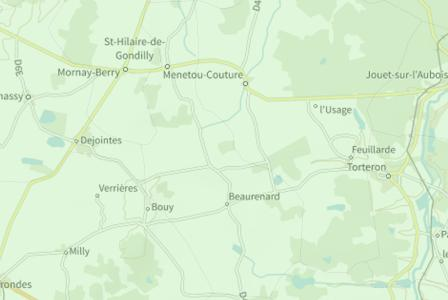 St-Hilaire-de-
Gondilly
D4
Mornay-Berry
Menetou-Couture
Jouet-sur-l'Aubois
l'Usage
Dejointes
Feuillarde
Torteron
Verrières
Beaurenard
Bouy
Milly